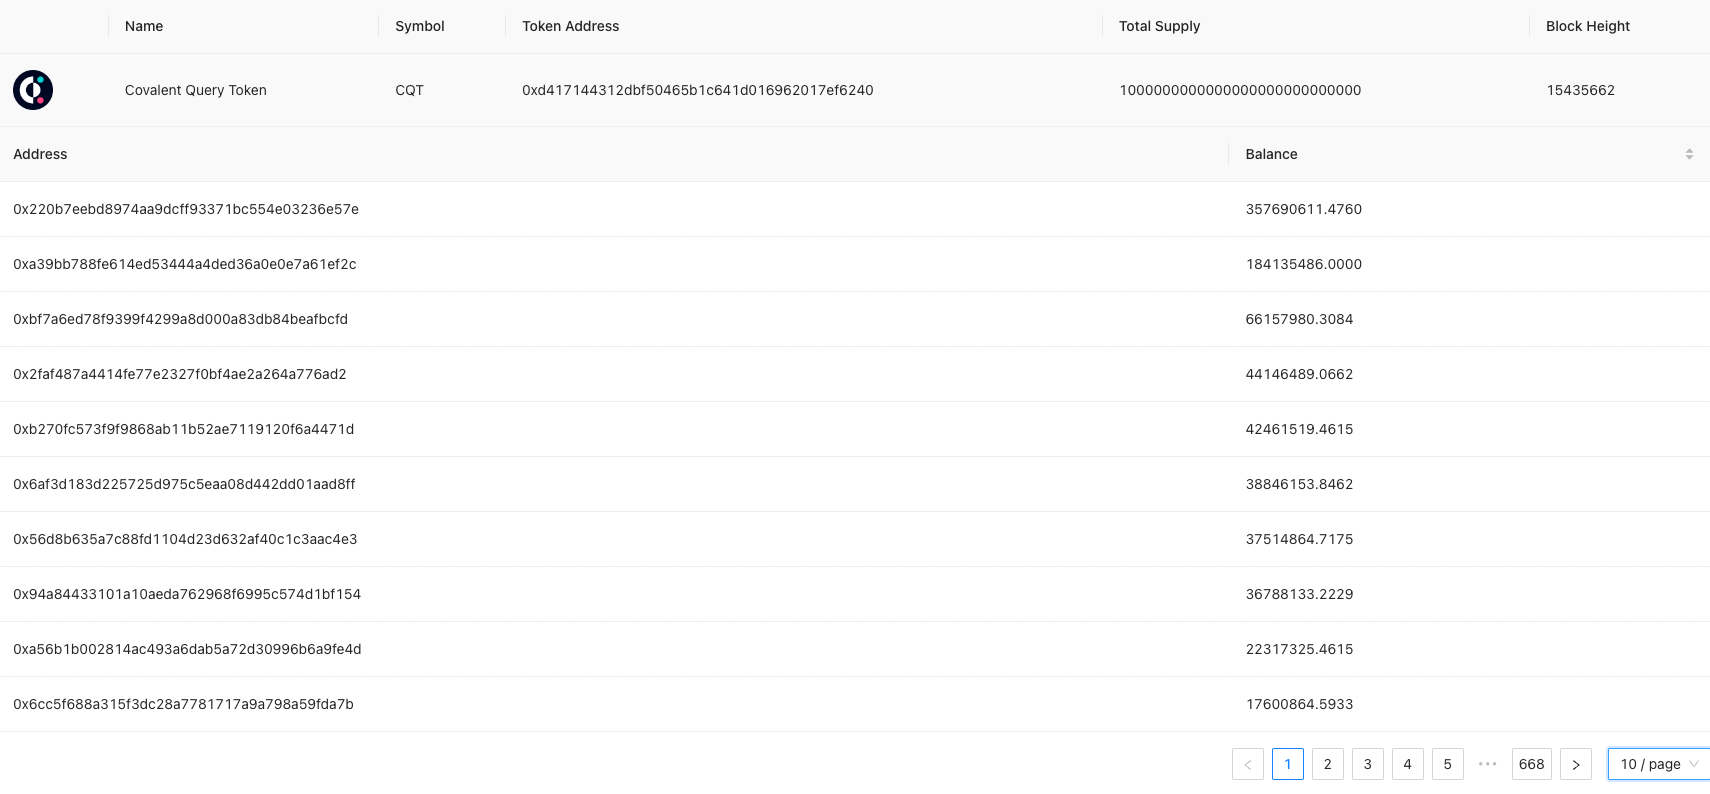 Name Symbol Token Address Total Supply Block Height
Covalent Query Token CQT 0xd417144312dbf50465b1c641d016962017ef6240 1000000000000000000000000000 15435662
Address Balance
0x220b7eebd8974aa9dcff93371bc554e03236e57e 357690611.4760
0xa39bb788fe614ed53444a4ded36a0e0e7a61ef2c 184135486.0000
0xbf7a6ed78f9399f4299a8d000a83db84beafbcfd 66157980.3084
0x2faf487a4414fe77e2327f0bf4ae2a264a776ad2 44146489.0662
0xb270fc573f9f9868ab11b52ae7119120f6a4471d 42461519.4615
0x6af3d183d225725d975c5eaa08d442dd01aad8ff 38846153.8462
0x56d8b635a7c88fd1104d23d632af40c1c3aac4e3 37514864.7175
0x94a84433101a10aeda762968f6995c574d1bf154 36788133.2229
0xa56b1b002814ac493a6dab5a72d30996b6a9fe4d 22317325.4615
0x6cc5f688a315f3dc28a7781717a9a798a59fda7b 17600864.5933
< 1 2 3 4 5 ••• 668 > 10 / page